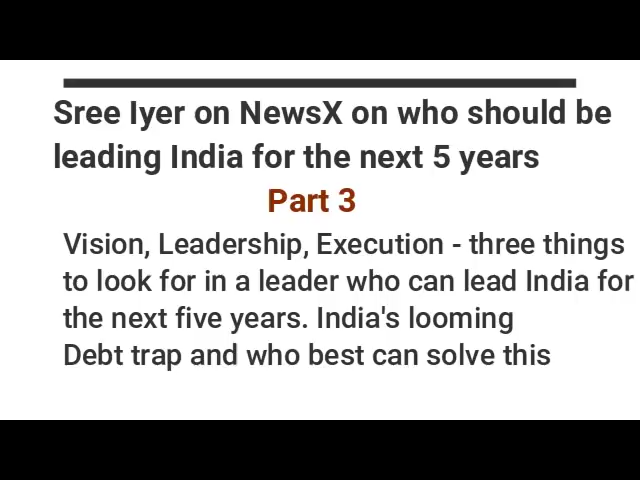 Sree Iyer on NewsX on who should be
leading India for the next 5 years
Part 3
Vision, Leadership, Execution - three things
to look for in a leader who can lead India for
the next five years. India's looming
Debt trap and who best can solve this